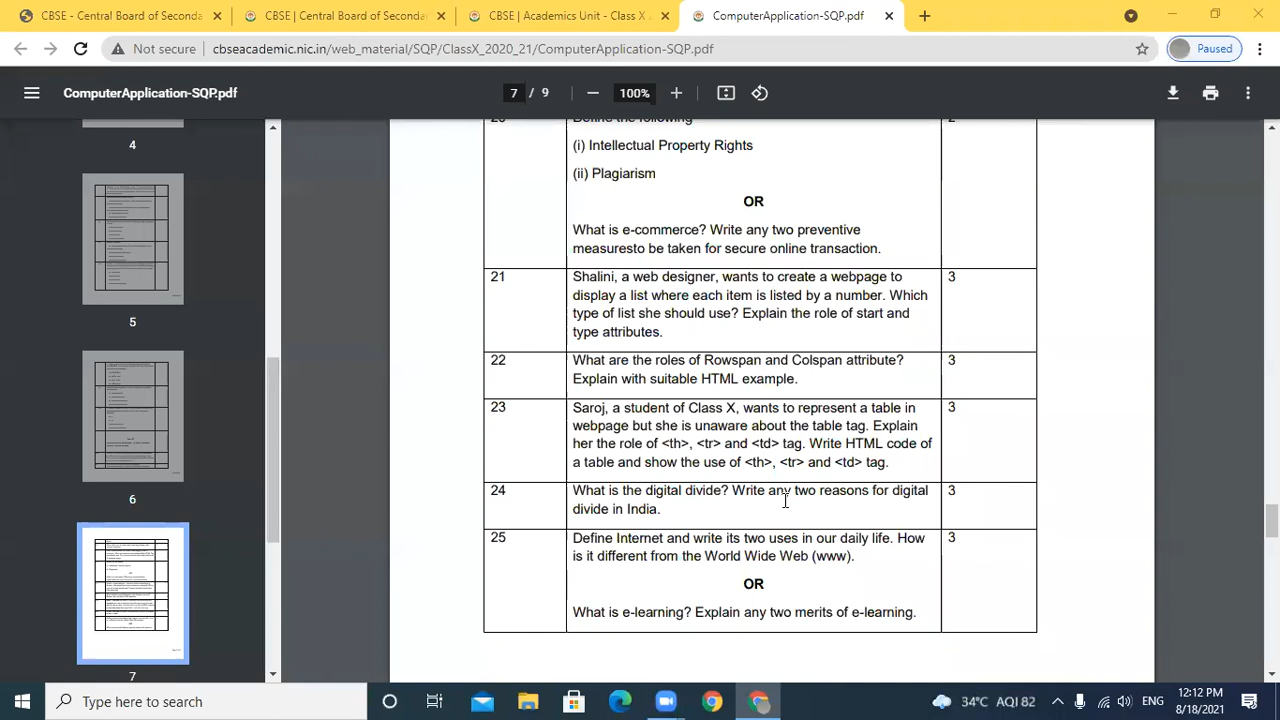 CBSE - Central Board of Seconda
CBSE | Central Board of Seconda
CBSE | Academics Unit - Class X
ComputerApplication-SQP.pdf
Not secure
cbseacademic.nic.in/web_material/SQP/ClassX_2020_21/ComputerApplication-SQP.pdf
Paused
ComputerApplication-SQP.pdf
7 / 9
100%
4
5
6
7
20 Define the following 2
(i) Intellectual Property Rights
(ii) Plagiarism
OR
What is e-commerce? Write any two preventive
measuresto be taken for secure online transaction.
21 Shalini, a web designer, wants to create a webpage to 3
display a list where each item is listed by a number. Which
type of list she should use? Explain the role of start and
type attributes.
22 What are the roles of Rowspan and Colspan attribute? 3
Explain with suitable HTML example.
23 Saroj, a student of Class X, wants to represent a table in 3
webpage but she is unaware about the table tag. Explain
her the role of <th>, <tr> and <td> tag. Write HTML code of
a table and show the use of <th>, <tr> and <td> tag.
24 What is the digital divide? Write any two reasons for digital 3
divide in India.
25 Define Internet and write its two uses in our daily life. How 3
is it different from the World Wide Web (www).
OR
What is e-learning? Explain any two merits of e-learning.
Type here to search
34°C AQI 82
ENG
12:12 PM
8/18/2021